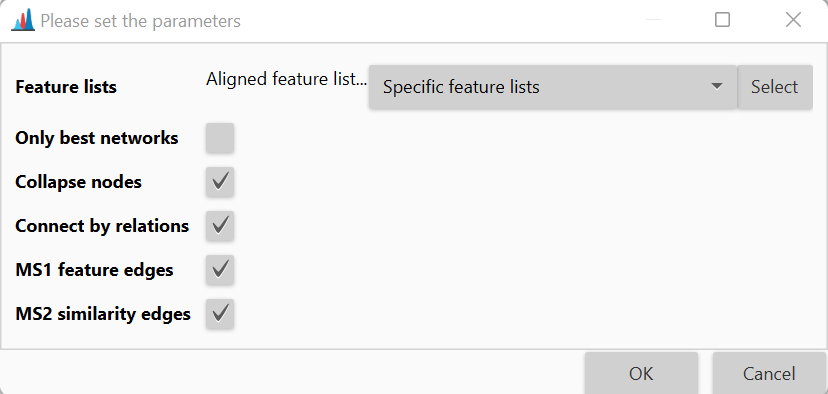 Please set the parameters
Feature lists Aligned feature list... Specific feature lists Select
Only best networks
Collapse nodes
Connect by relations
MS1 feature edges
MS2 similarity edges
OK Cancel